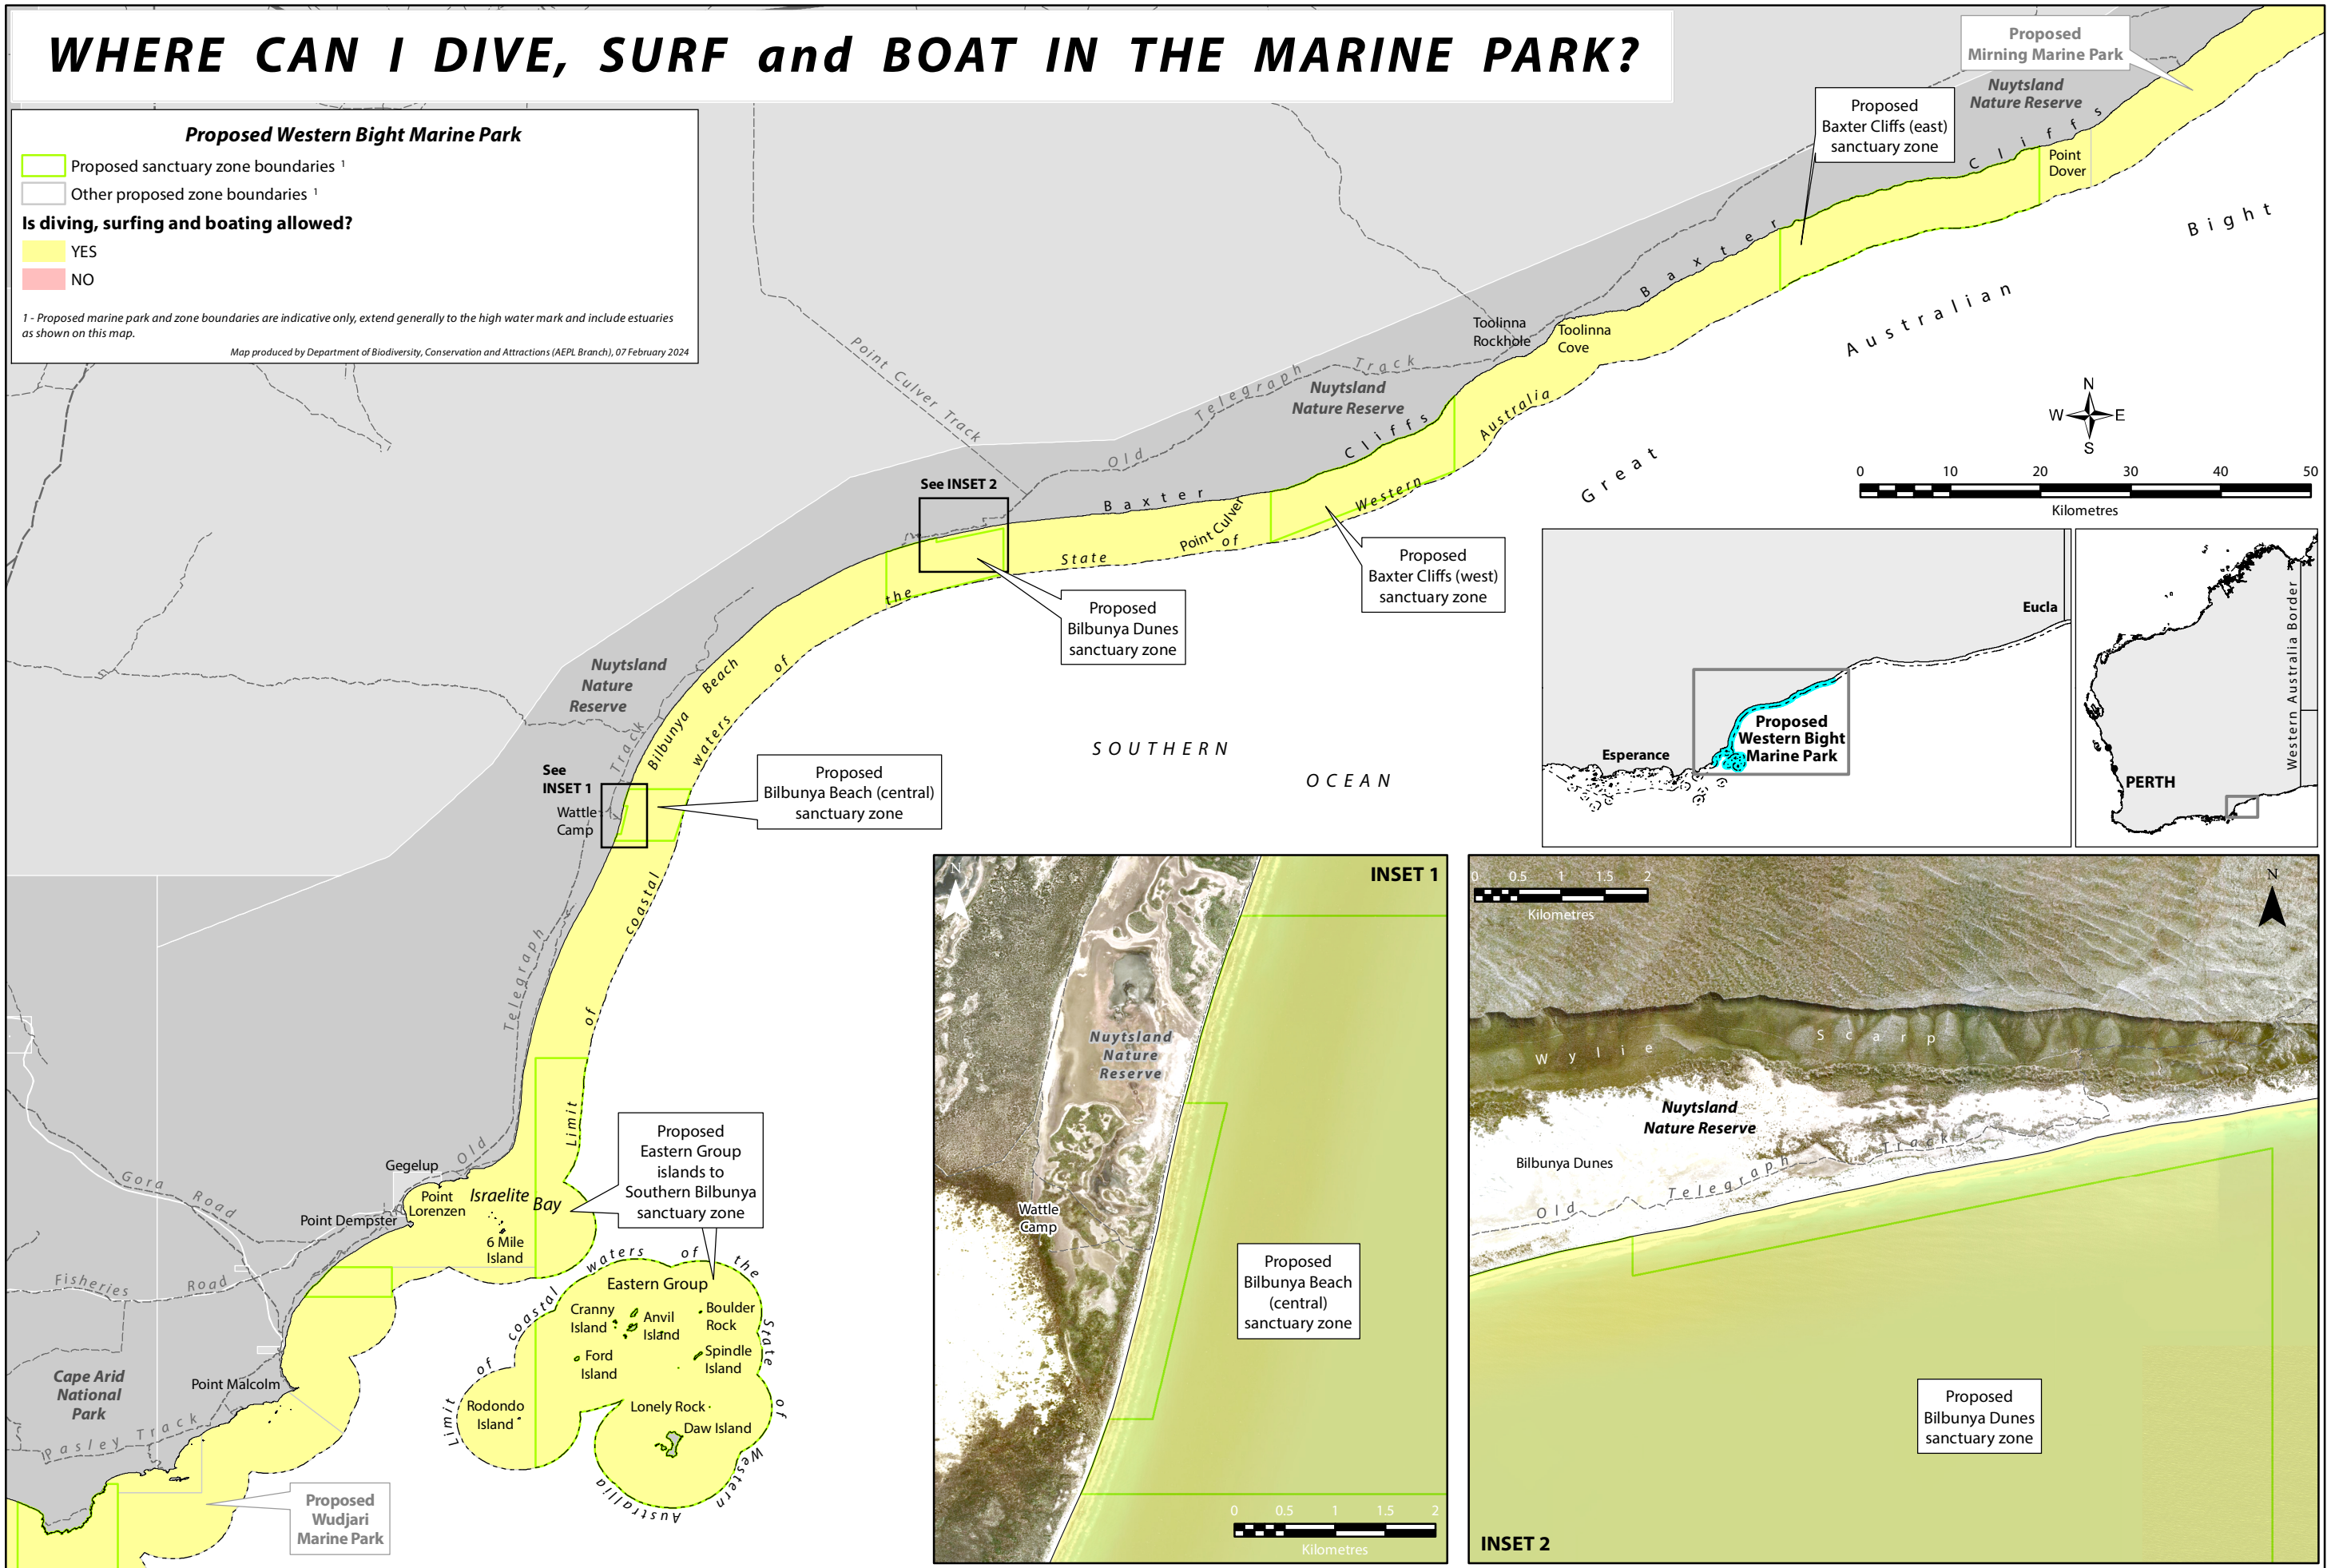 WHERE CAN I DIVE, SURF and BOAT IN THE MARINE PARK?
Proposed Western Bight Marine Park
Proposed sanctuary zone boundaries 1
Other proposed zone boundaries 1
Is diving, surfing and boating allowed?
YES
NO
1 - Proposed marine park and zone boundaries are indicative only, extend generally to the high water mark and include estuaries
as shown on this map.
Map produced by Department of Biodiversity, Conservation and Attractions (AEPL Branch), 07 February 2024
Proposed
Mirning Marine Park
Nuytsland
Nature Reserve
Proposed
Baxter Cliffs (east)
sanctuary zone
Baxter Cliffs
Point
Dover
Great Australian Bight
Toolinna
Rockhole
Toolinna
Cove
Point Culver Track
Old Telegraph Track
Nuytsland
Nature Reserve
Baxter Cliffs
Point Culver
N
W E
S
0 10 20 30 40 50
Kilometres
See INSET 2
Proposed
Baxter Cliffs (west)
sanctuary zone
Proposed
Bilbunya Dunes
sanctuary zone
Limit of coastal waters of the State of Western Australia
Nuytsland
Nature
Reserve
Bilbunya Beach
SOUTHERN
OCEAN
See
INSET 1
Wattle
Camp
Proposed
Bilbunya Beach (central)
sanctuary zone
Old Telegraph Track
Eucla
Esperance
Proposed
Western Bight
Marine Park
PERTH
Western Australia Border
Proposed
Eastern Group
islands to
Southern Bilbunya
sanctuary zone
Gegelup
Point
Lorenzen
Israelite
Bay
Point Dempster
6 Mile
Island
Gora Road
Fisheries Road
Limit of coastal waters of the State of Western Australia
Eastern Group
Cranny
Island
Anvil
Island
Boulder
Rock
Ford
Island
Spindle
Island
Rodondo
Island
Lonely Rock
Daw Island
Cape Arid
National
Park
Point Malcolm
Pasley Track
Proposed
Wudjari
Marine Park
INSET 1
N
Nuytsland
Nature
Reserve
Wattle
Camp
Proposed
Bilbunya Beach
(central)
sanctuary zone
0 0.5 1 1.5 2
Kilometres
0 0.5 1 1.5 2
Kilometres
N
Wylie Scarp
Nuytsland
Nature Reserve
Bilbunya Dunes
Old Telegraph Track
Proposed
Bilbunya Dunes
sanctuary zone
INSET 2